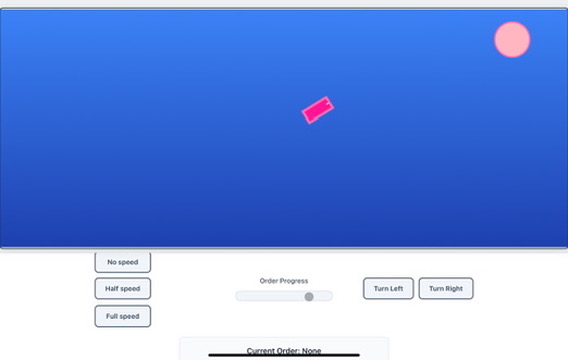 No speed
Order Progress
Half speed
Turn Left
Turn Right
Full speed
Current Order: None